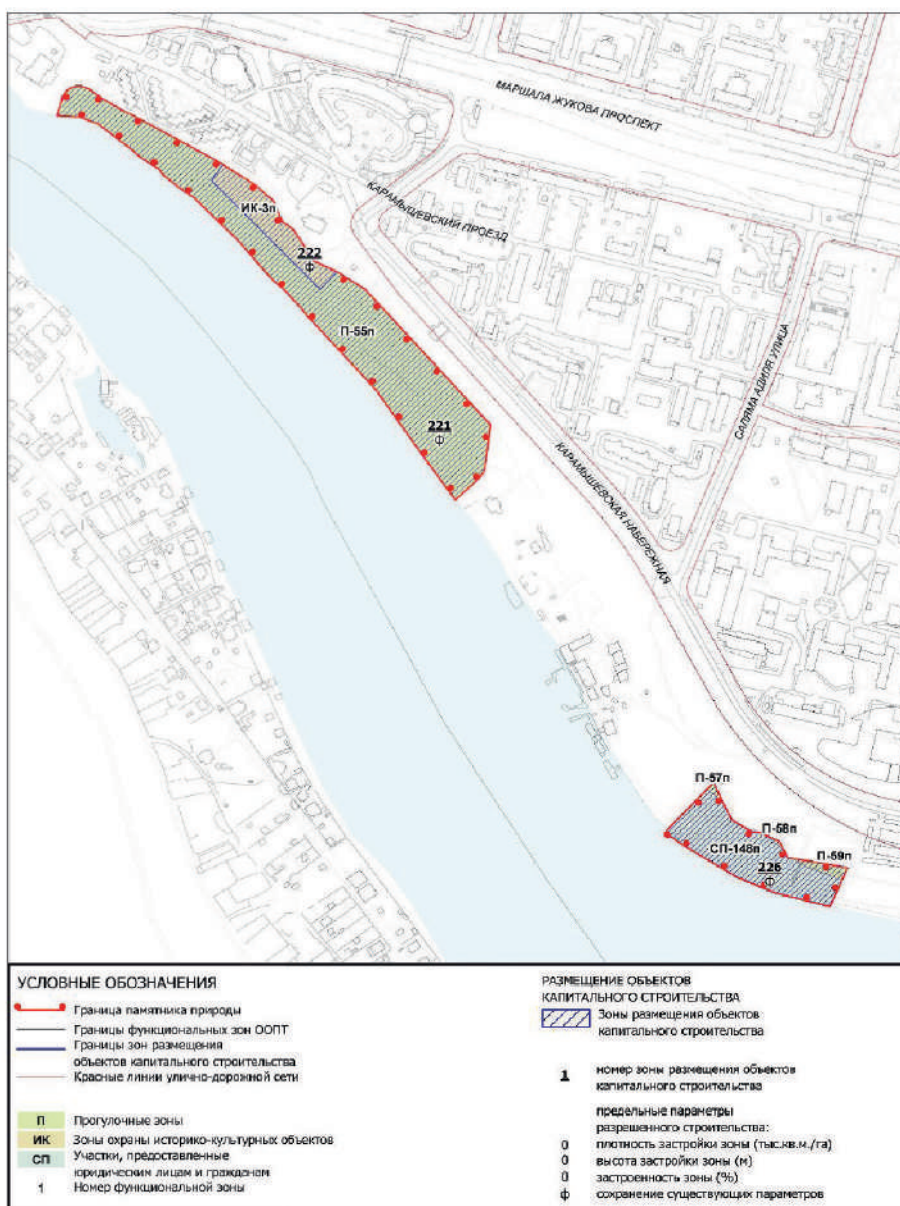 МАРШАЛА ЖУКОВА ПРОСПЕКТ
КАРАМЫШЕВСКИЙ ПРОЕЗД
ИК-3п
222
ф
П-55п
САЛЯМА АДИЛЯ УЛИЦА
221
ф
КАРАМЫШЕВСКАЯ НАБЕРЕЖНАЯ
П-57п
П-58п
СП-148п
П-59п
226
ф
УСЛОВНЫЕ ОБОЗНАЧЕНИЯ
Граница памятника природы
Границы функциональных зон ООПТ
Границы зон размещения
объектов капитального строительства
Красные линии улично-дорожной сети
П Прогулочные зоны
ИК Зоны охраны историко-культурных объектов
СП Участки, предоставленные
юридическим лицам и гражданам
1 Номер функциональной зоны
РАЗМЕЩЕНИЕ ОБЪЕКТОВ
КАПИТАЛЬНОГО СТРОИТЕЛЬСТВА
Зоны размещения объектов
капитального строительства
1 номер зоны размещения объектов
капитального строительства
предельные параметры
разрешенного строительства:
0 плотность застройки зоны (тыс.кв.м./га)
0 высота застройки зоны (м)
0 застроенность зоны (%)
ф сохранение существующих параметров